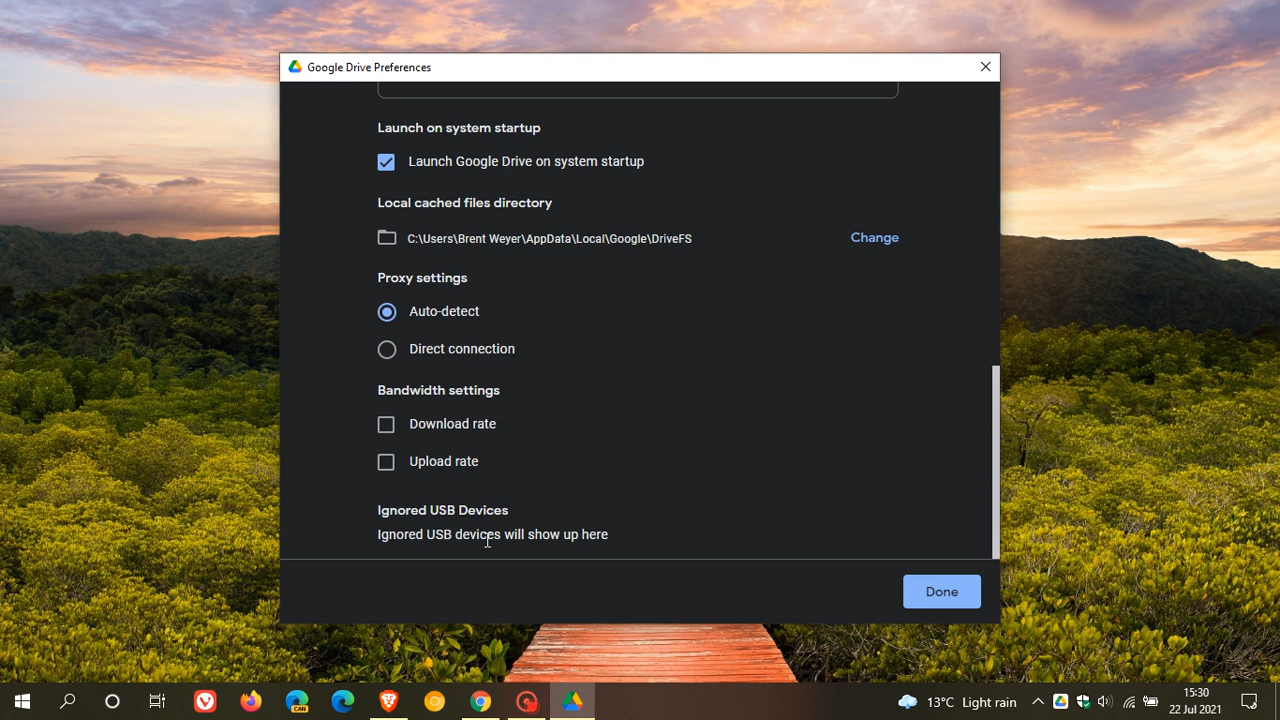 Google Drive Preferences
Launch on system startup
Launch Google Drive on system startup
Local cached files directory
C:\Users\Brent Weyer\AppData\Local\Google\DriveFS
Change
Proxy settings
Auto-detect
Direct connection
Bandwidth settings
Download rate
Upload rate
Ignored USB Devices
Ignored USB devices will show up here
Done
CAN
13°C Light rain
15:30
22 Jul 2021